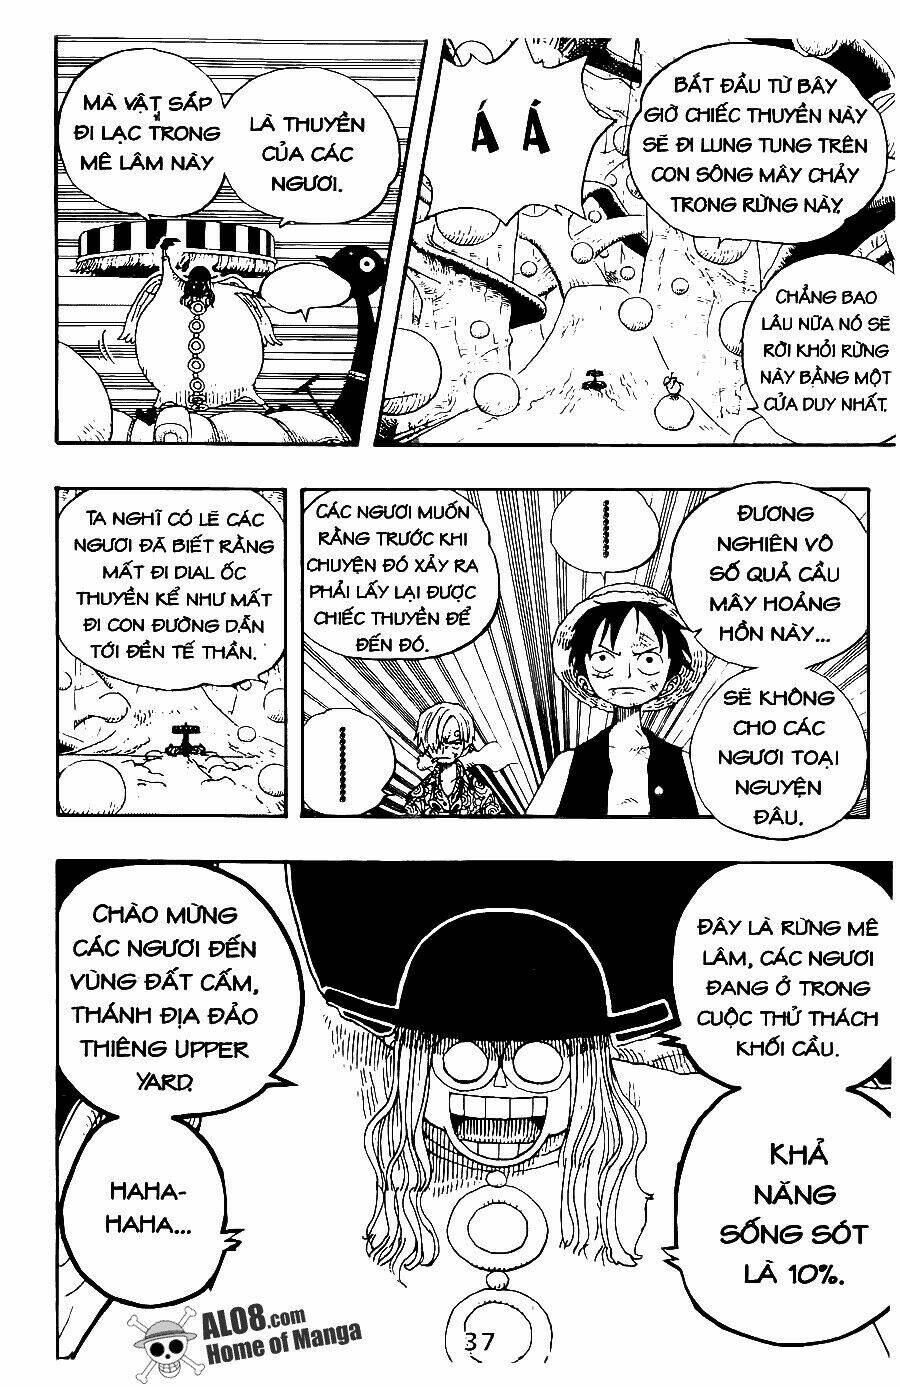 BẮT ĐẦU TỪ BÂY
GIỜ CHIẾC THUYỀN NÀY
SẼ ĐI LUNG TUNG TRÊN
CON SÔNG MÂY CHẢY
TRONG RỪNG NÀY.
CHẲNG BAO
LÂU NỮA NÓ SẼ
RỜI KHỎI RỪNG
NÀY BẰNG MỘT
CỬA DUY NHẤT.
Á Á
LÀ THUYỀN
CỦA CÁC
NGƯƠI.
MÀ VẬT SẮP
ĐI LẠC TRONG
MÊ LÂM NÀY
ĐƯƠNG
NGHIÊN VÔ
SỐ QUẢ CẦU
MÂY HOẢNG
HỒN NÀY...
SẼ KHÔNG
CHO CÁC
NGƯƠI TOẠI
NGUYỆN
ĐÂU.
CÁC NGƯƠI MUỐN
RẰNG TRƯỚC KHI
CHUYỆN ĐÓ XẢY RA
PHẢI LẤY LẠI ĐƯỢC
CHIẾC THUYỀN ĐỂ
ĐẾN ĐÓ.
TA NGHĨ CÓ LẼ CÁC
NGƯƠI ĐÃ BIẾT RẰNG
MẤT ĐI DIAL ỐC
THUYỀN KỂ NHƯ MẤT
ĐI CON ĐƯỜNG DẪN
TỚI ĐỀN TẾ THẦN.
ĐÂY LÀ RỪNG MÊ
LÂM, CÁC NGƯƠI
ĐANG Ở TRONG
CUỘC THỬ THÁCH
KHỐI CẦU.
KHẢ
NĂNG
SỐNG SÓT
LÀ 10%.
CHÀO MỪNG
CÁC NGƯƠI ĐẾN
VÙNG ĐẤT CẤM,
THÁNH ĐỊA ĐẢO
THIÊNG UPPER
YARD.
HAHA-
HAHA...
ALO8.com
Home of Manga
37